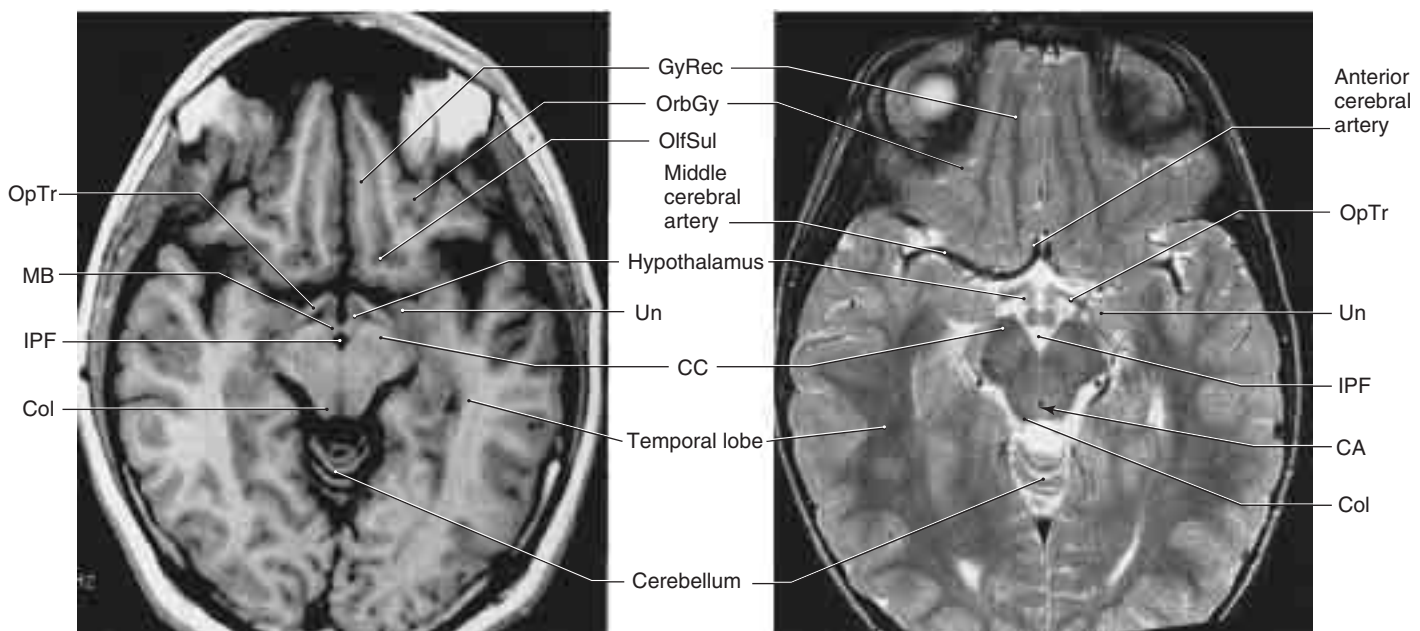 GyRec
OrbGy
OlfSul
Middle
cerebral
artery
Hypothalamus
Un
CC
Temporal lobe
Cerebellum
OpTr
MB
IPF
Col
Anterior
cerebral
artery
OpTr
Un
IPF
CA
Col